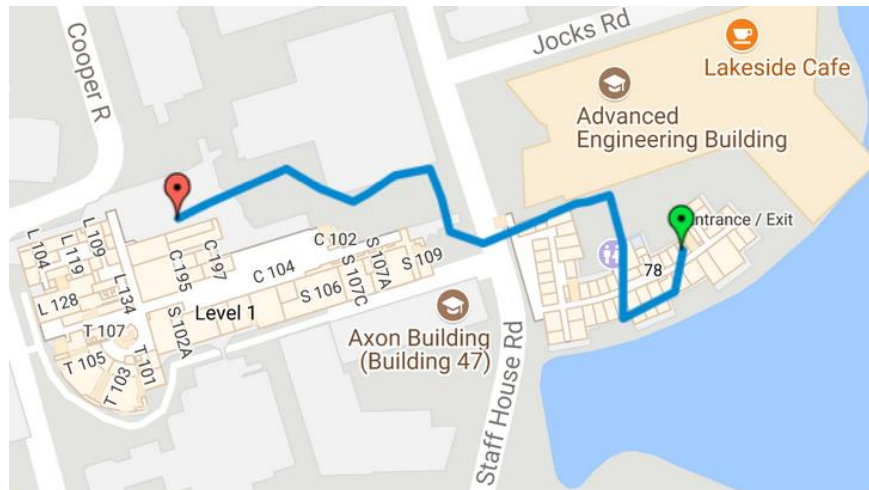 Cooper R
Jocks Rd
Lakeside Cafe
Advanced
Engineering Building
ntrance / Exit
78
L 104
L 119
L 109
L 128
L 134
C 195
C 197
C 102
C 104
S 102A
S 106
S 107C
S 107A
S 109
Level 1
T 107
T 105
T 103
T 101
Axon Building
(Building 47)
Staff House Rd